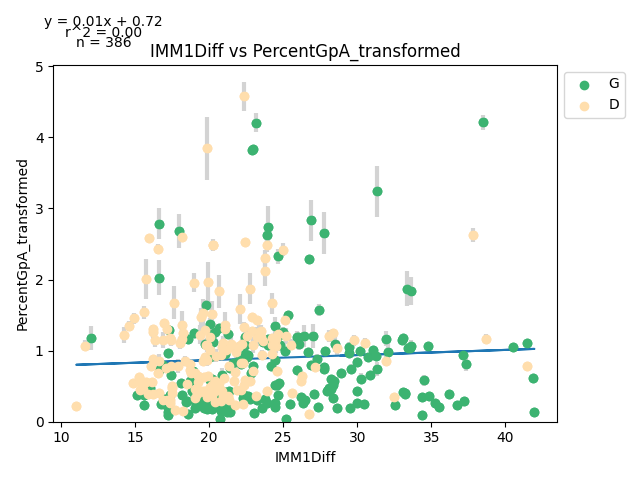 y = 0.01x + 0.72
r^2 = 0.00
n = 386
IMM1Diff vs PercentGpA_transformed
G
D
PercentGpA_transformed
5
4
3
2
1
0
10 15 20 25 30 35 40
IMM1Diff